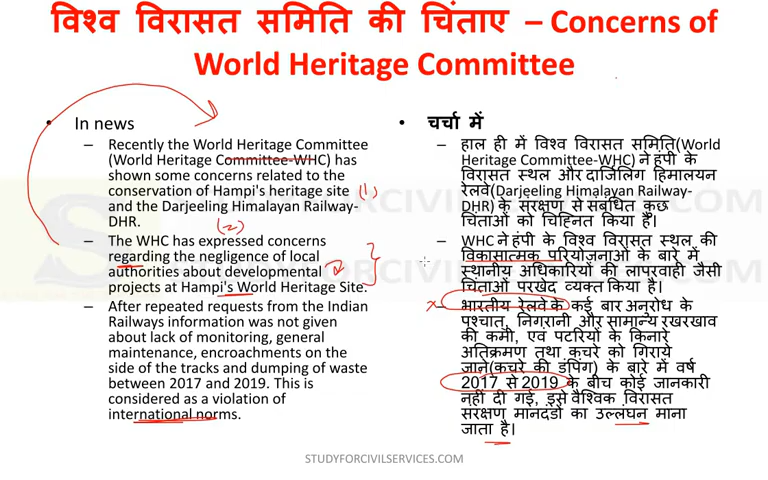 विश्व विरासत समिति की चिंताए – Concerns of
World Heritage Committee
• In news
– Recently the World Heritage Committee
(World Heritage Committee-WHC) has
shown some concerns related to the
conservation of Hampi's heritage site (1)
and the Darjeeling Himalayan Railway-
DHR. (2)
– The WHC has expressed concerns
regarding the negligence of local
authorities about developmental
projects at Hampi's World Heritage Site.
– After repeated requests from the Indian
Railways information was not given
about lack of monitoring, general
maintenance, encroachments on the
side of the tracks and dumping of waste
between 2017 and 2019. This is
considered as a violation of
international norms.
• चर्चा में
– हाल ही में विश्व विरासत समिति(World
Heritage Committee-WHC) ने हंपी के
विरासत स्थल और दार्जिलिंग हिमालयन
रेलवे(Darjeeling Himalayan Railway-
DHR) के संरक्षण से संबंधित कुछ
चिंताओं को चिह्नित किया है।
– WHC ने हंपी के विश्व विरासत स्थल की
विकासात्मक परियोजनाओं के बारे में
स्थानीय अधिकारियों की लापरवाही जैसी
चिंताओं पर खेद व्यक्त किया है।
– भारतीय रेलवे के कई बार अनुरोध के
पश्चात, निगरानी और सामान्य रखरखाव
की कमी, एवं पटरियों के किनारे
अतिक्रमण तथा कचरे को गिराये
जाने(कचरे की डंपिंग) के बारे में वर्ष
2017 से 2019 के बीच कोई जानकारी
नहीं दी गई, इसे वैश्विक विरासत
संरक्षण मानदंडों का उल्लंघन माना
जाता है।
STUDYFORCIVILSERVICES.COM